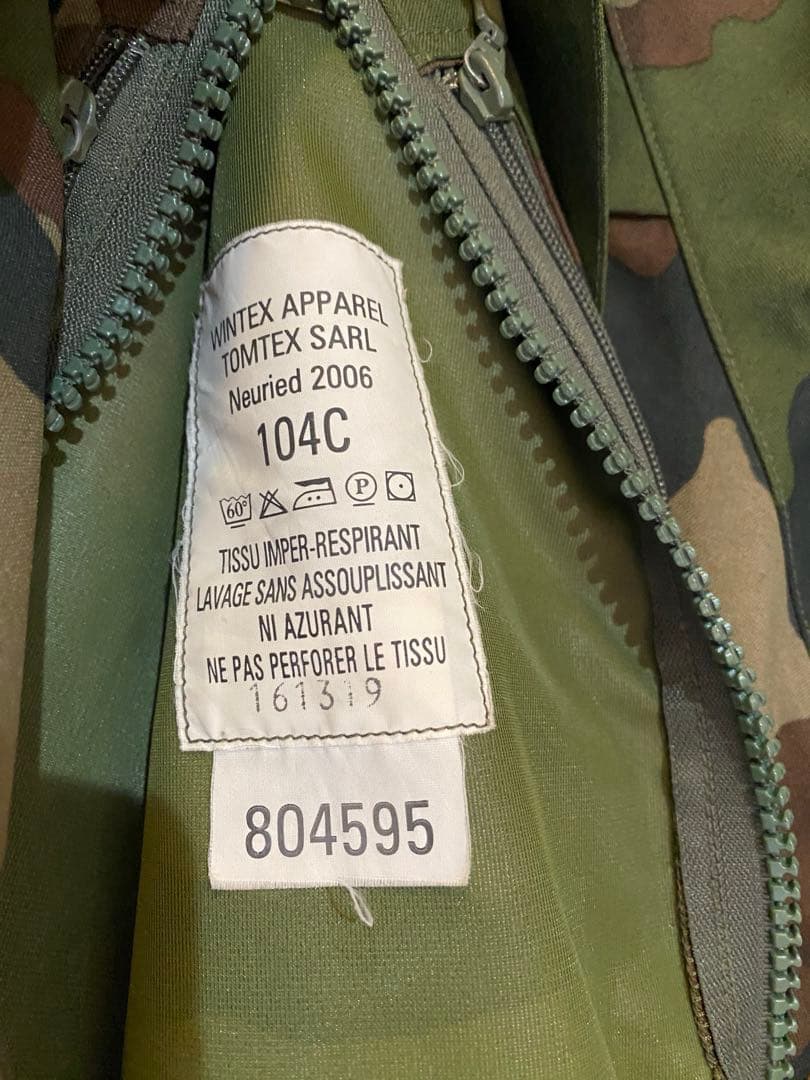 WINTEX APPAREL
TOMTEX SARL
Neuried 2006
104C
60° P
TISSU IMPER-RESPIRANT
LAVAGE SANS ASSOUPLISSANT
NI AZURANT
NE PAS PERFORER LE TISSU
161319
804595